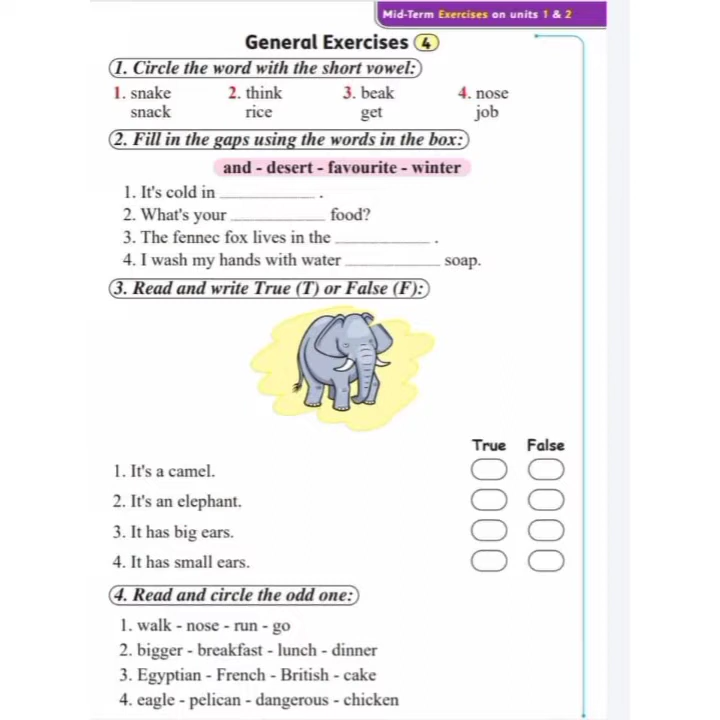 Mid-Term Exercises on units 1 & 2
General Exercises 4
1. Circle the word with the short vowel:
1. snake 2. think 3. beak 4. nose
snack rice get job
2. Fill in the gaps using the words in the box:
and - desert - favourite - winter
1. It's cold in ____________ .
2. What's your ____________ food?
3. The fennec fox lives in the ____________ .
4. I wash my hands with water ____________ soap.
3. Read and write True (T) or False (F):
True False
1. It's a camel.
2. It's an elephant.
3. It has big ears.
4. It has small ears.
4. Read and circle the odd one:
1. walk - nose - run - go
2. bigger - breakfast - lunch - dinner
3. Egyptian - French - British - cake
4. eagle - pelican - dangerous - chicken